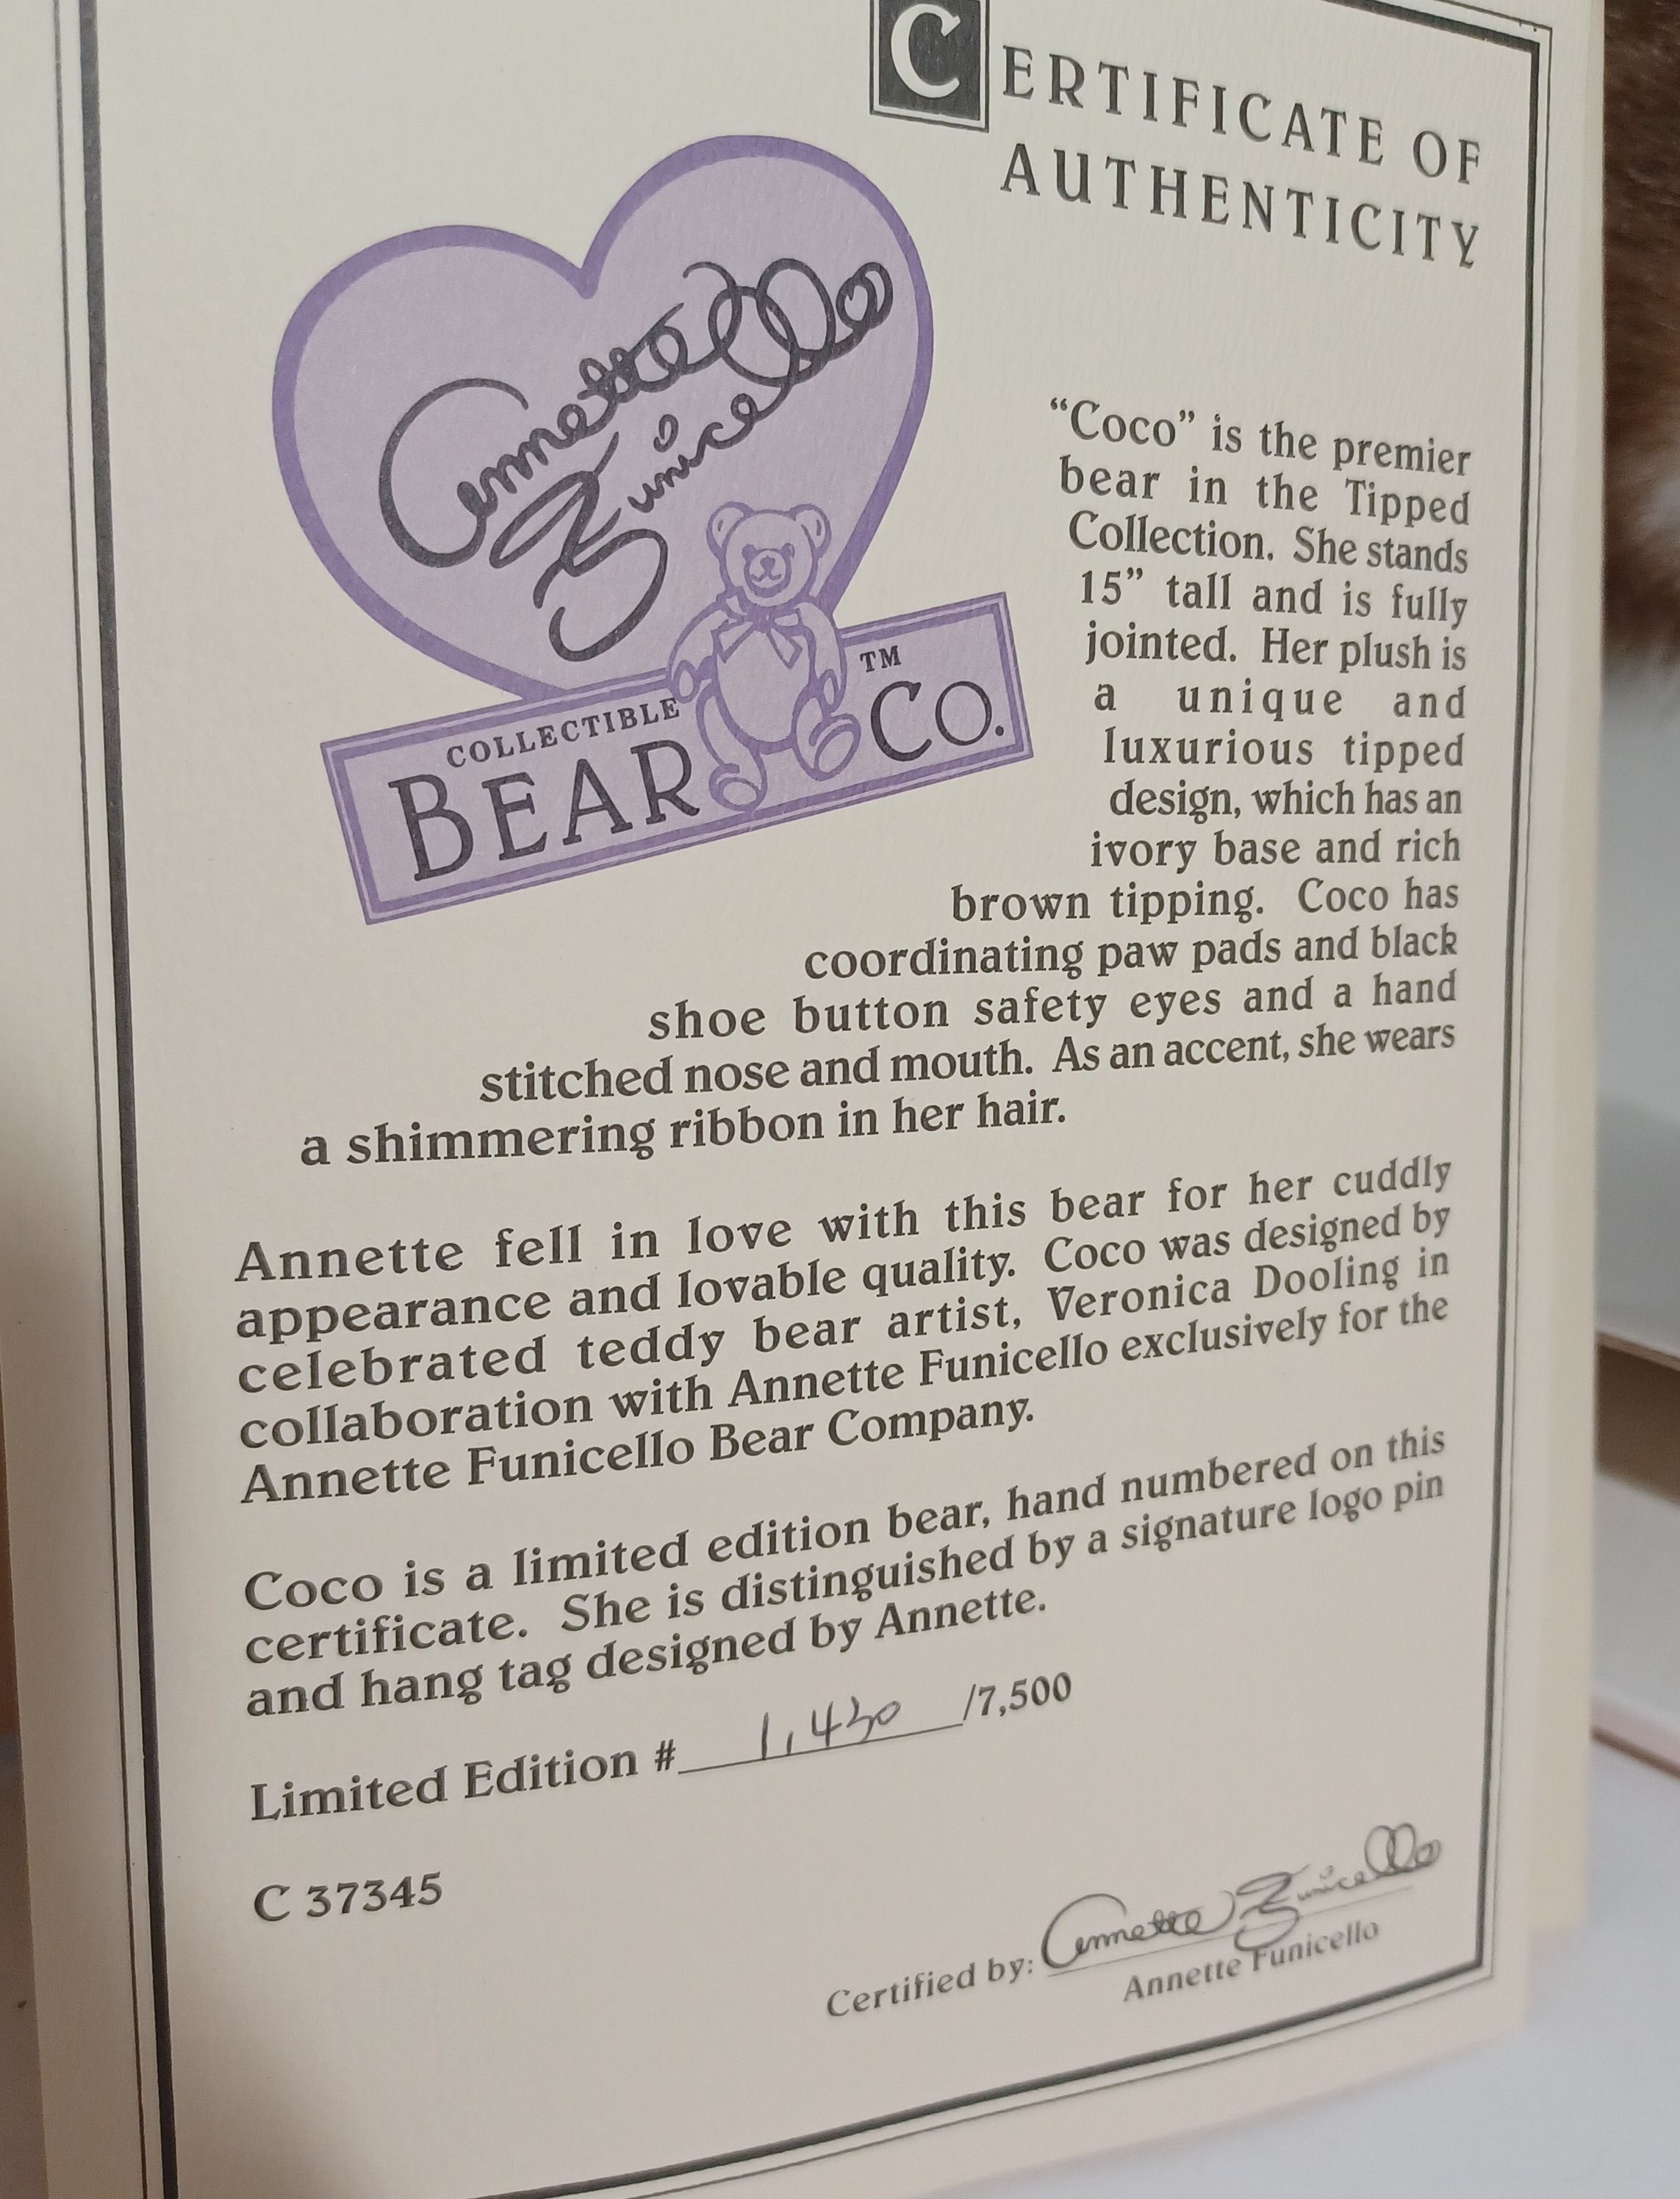 CERTIFICATE OF
AUTHENTICITY
Annette
Funicello
COLLECTIBLE
BEAR CO.
TM
“Coco” is the premier
bear in the Tipped
Collection. She stands
15” tall and is fully
jointed. Her plush is
a unique and
luxurious tipped
design, which has an
ivory base and rich
brown tipping. Coco has
coordinating paw pads and black
shoe button safety eyes and a hand
stitched nose and mouth. As an accent, she wears
a shimmering ribbon in her hair.
Annette fell in love with this bear for her cuddly
appearance and lovable quality. Coco was designed by
celebrated teddy bear artist, Veronica Dooling in
collaboration with Annette Funicello exclusively for the
Annette Funicello Bear Company.
Coco is a limited edition bear, hand numbered on this
certificate. She is distinguished by a signature logo pin
and hang tag designed by Annette.
Limited Edition # 1,430 /7,500
C 37345
Certified by: Annette Funicello
Annette Funicello